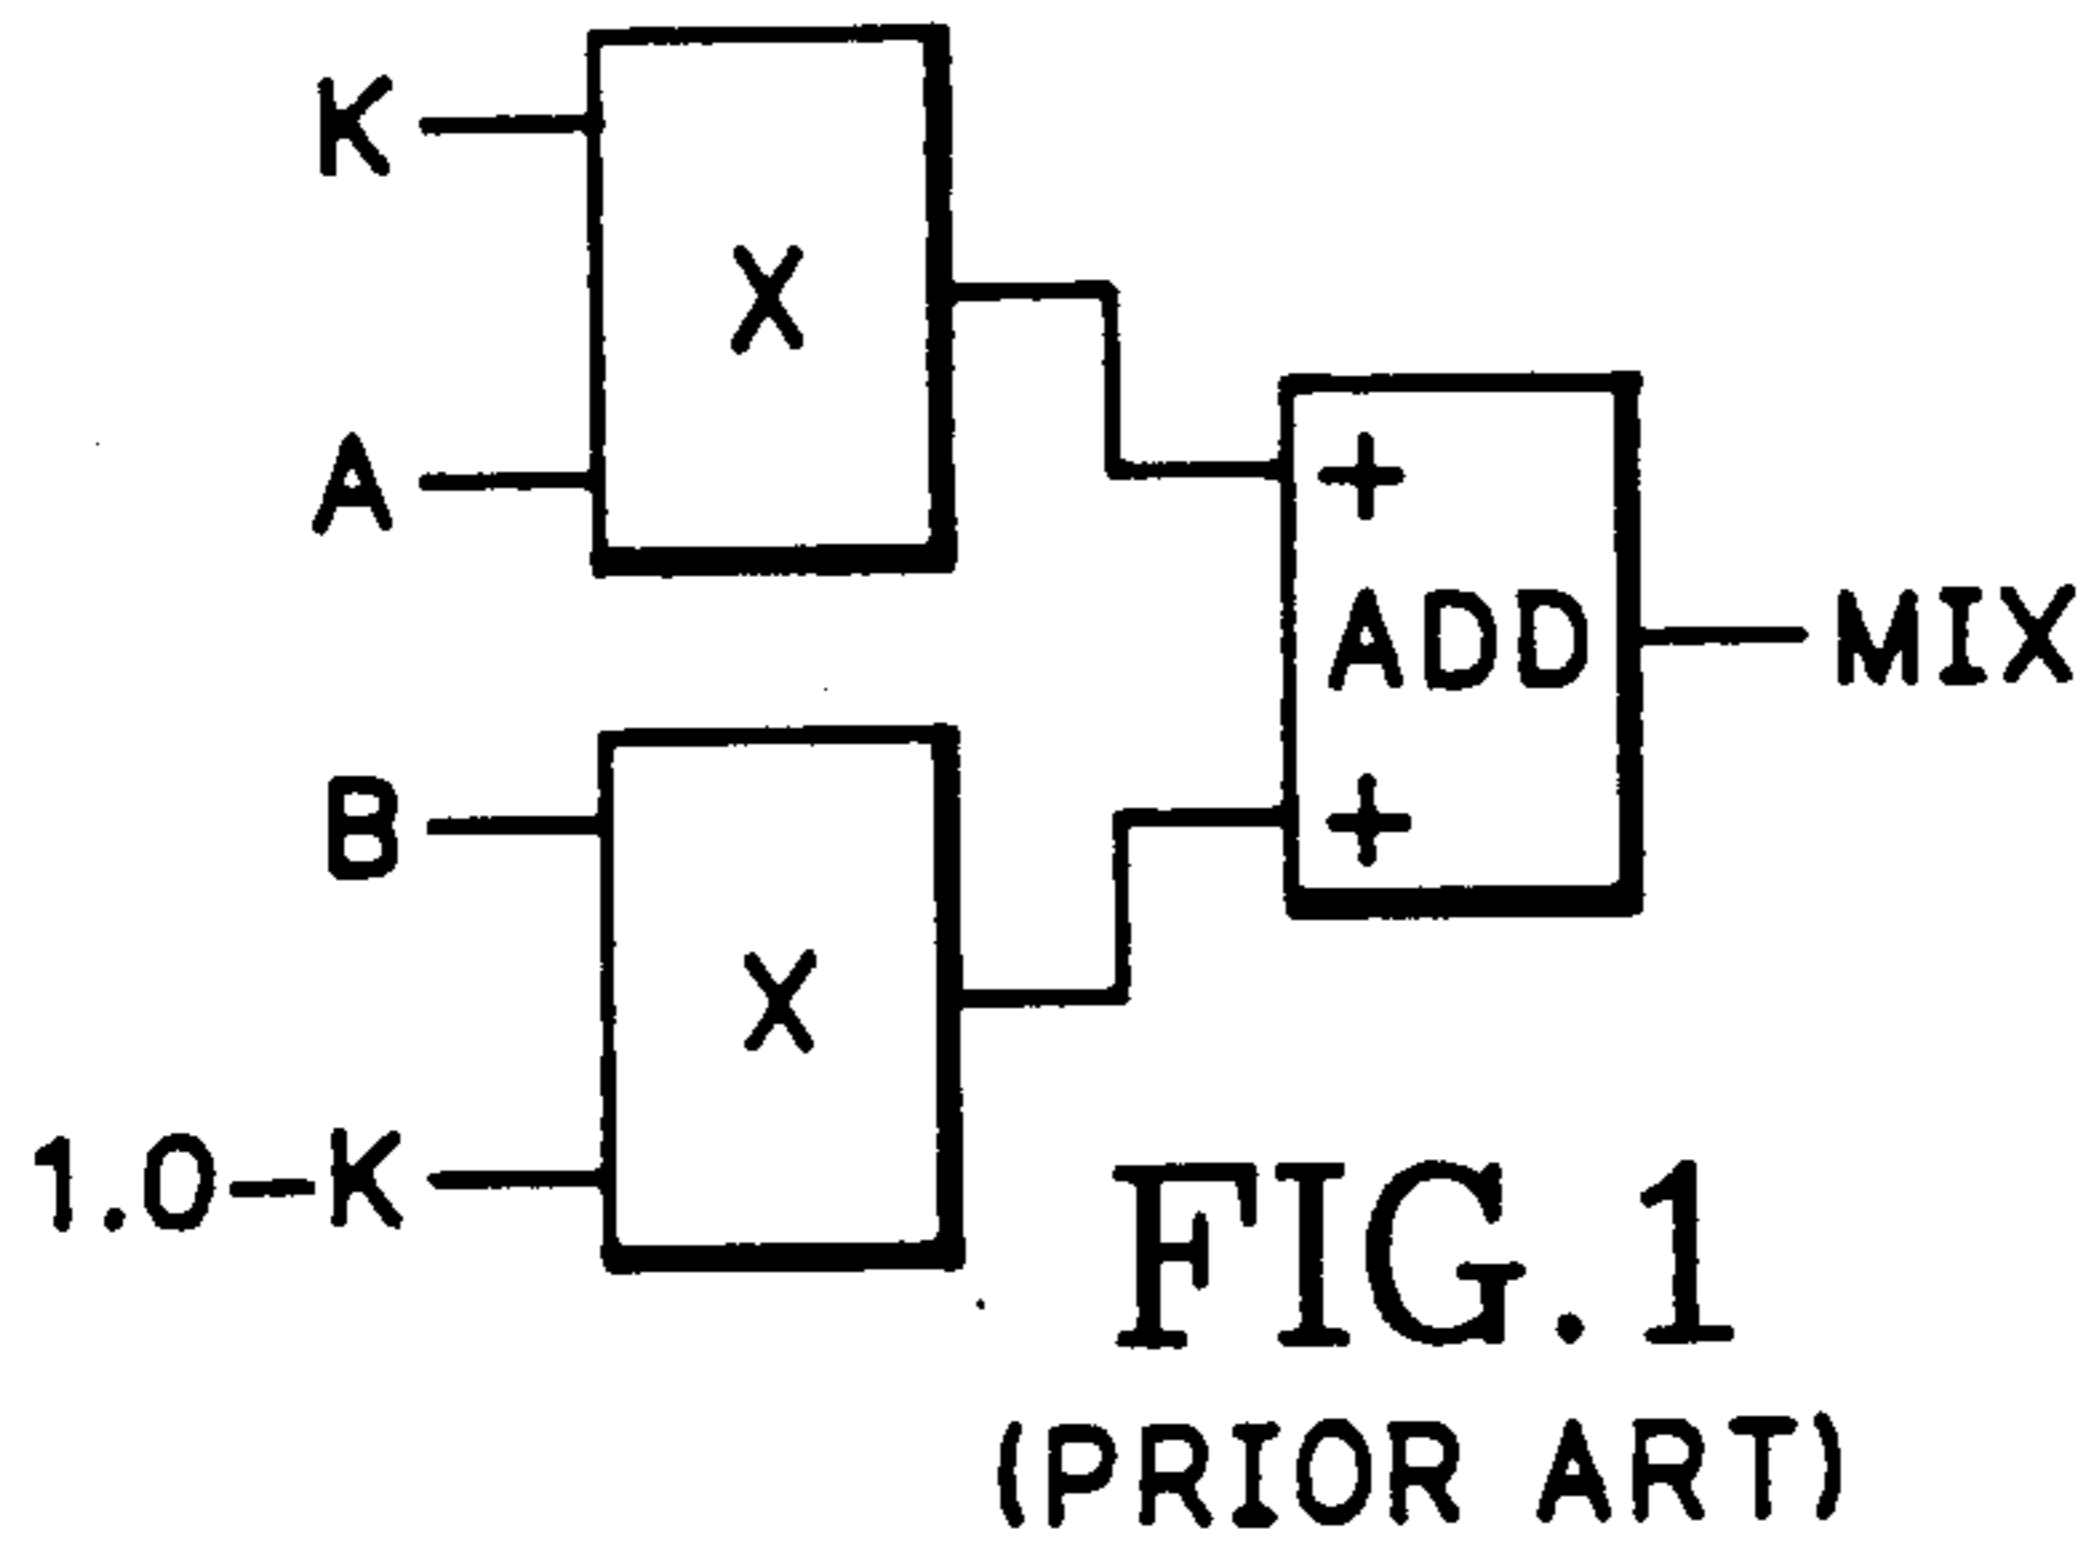 K
X
A
+
ADD
+
MIX
B
X
1.0-K
FIG.1
(PRIOR ART)